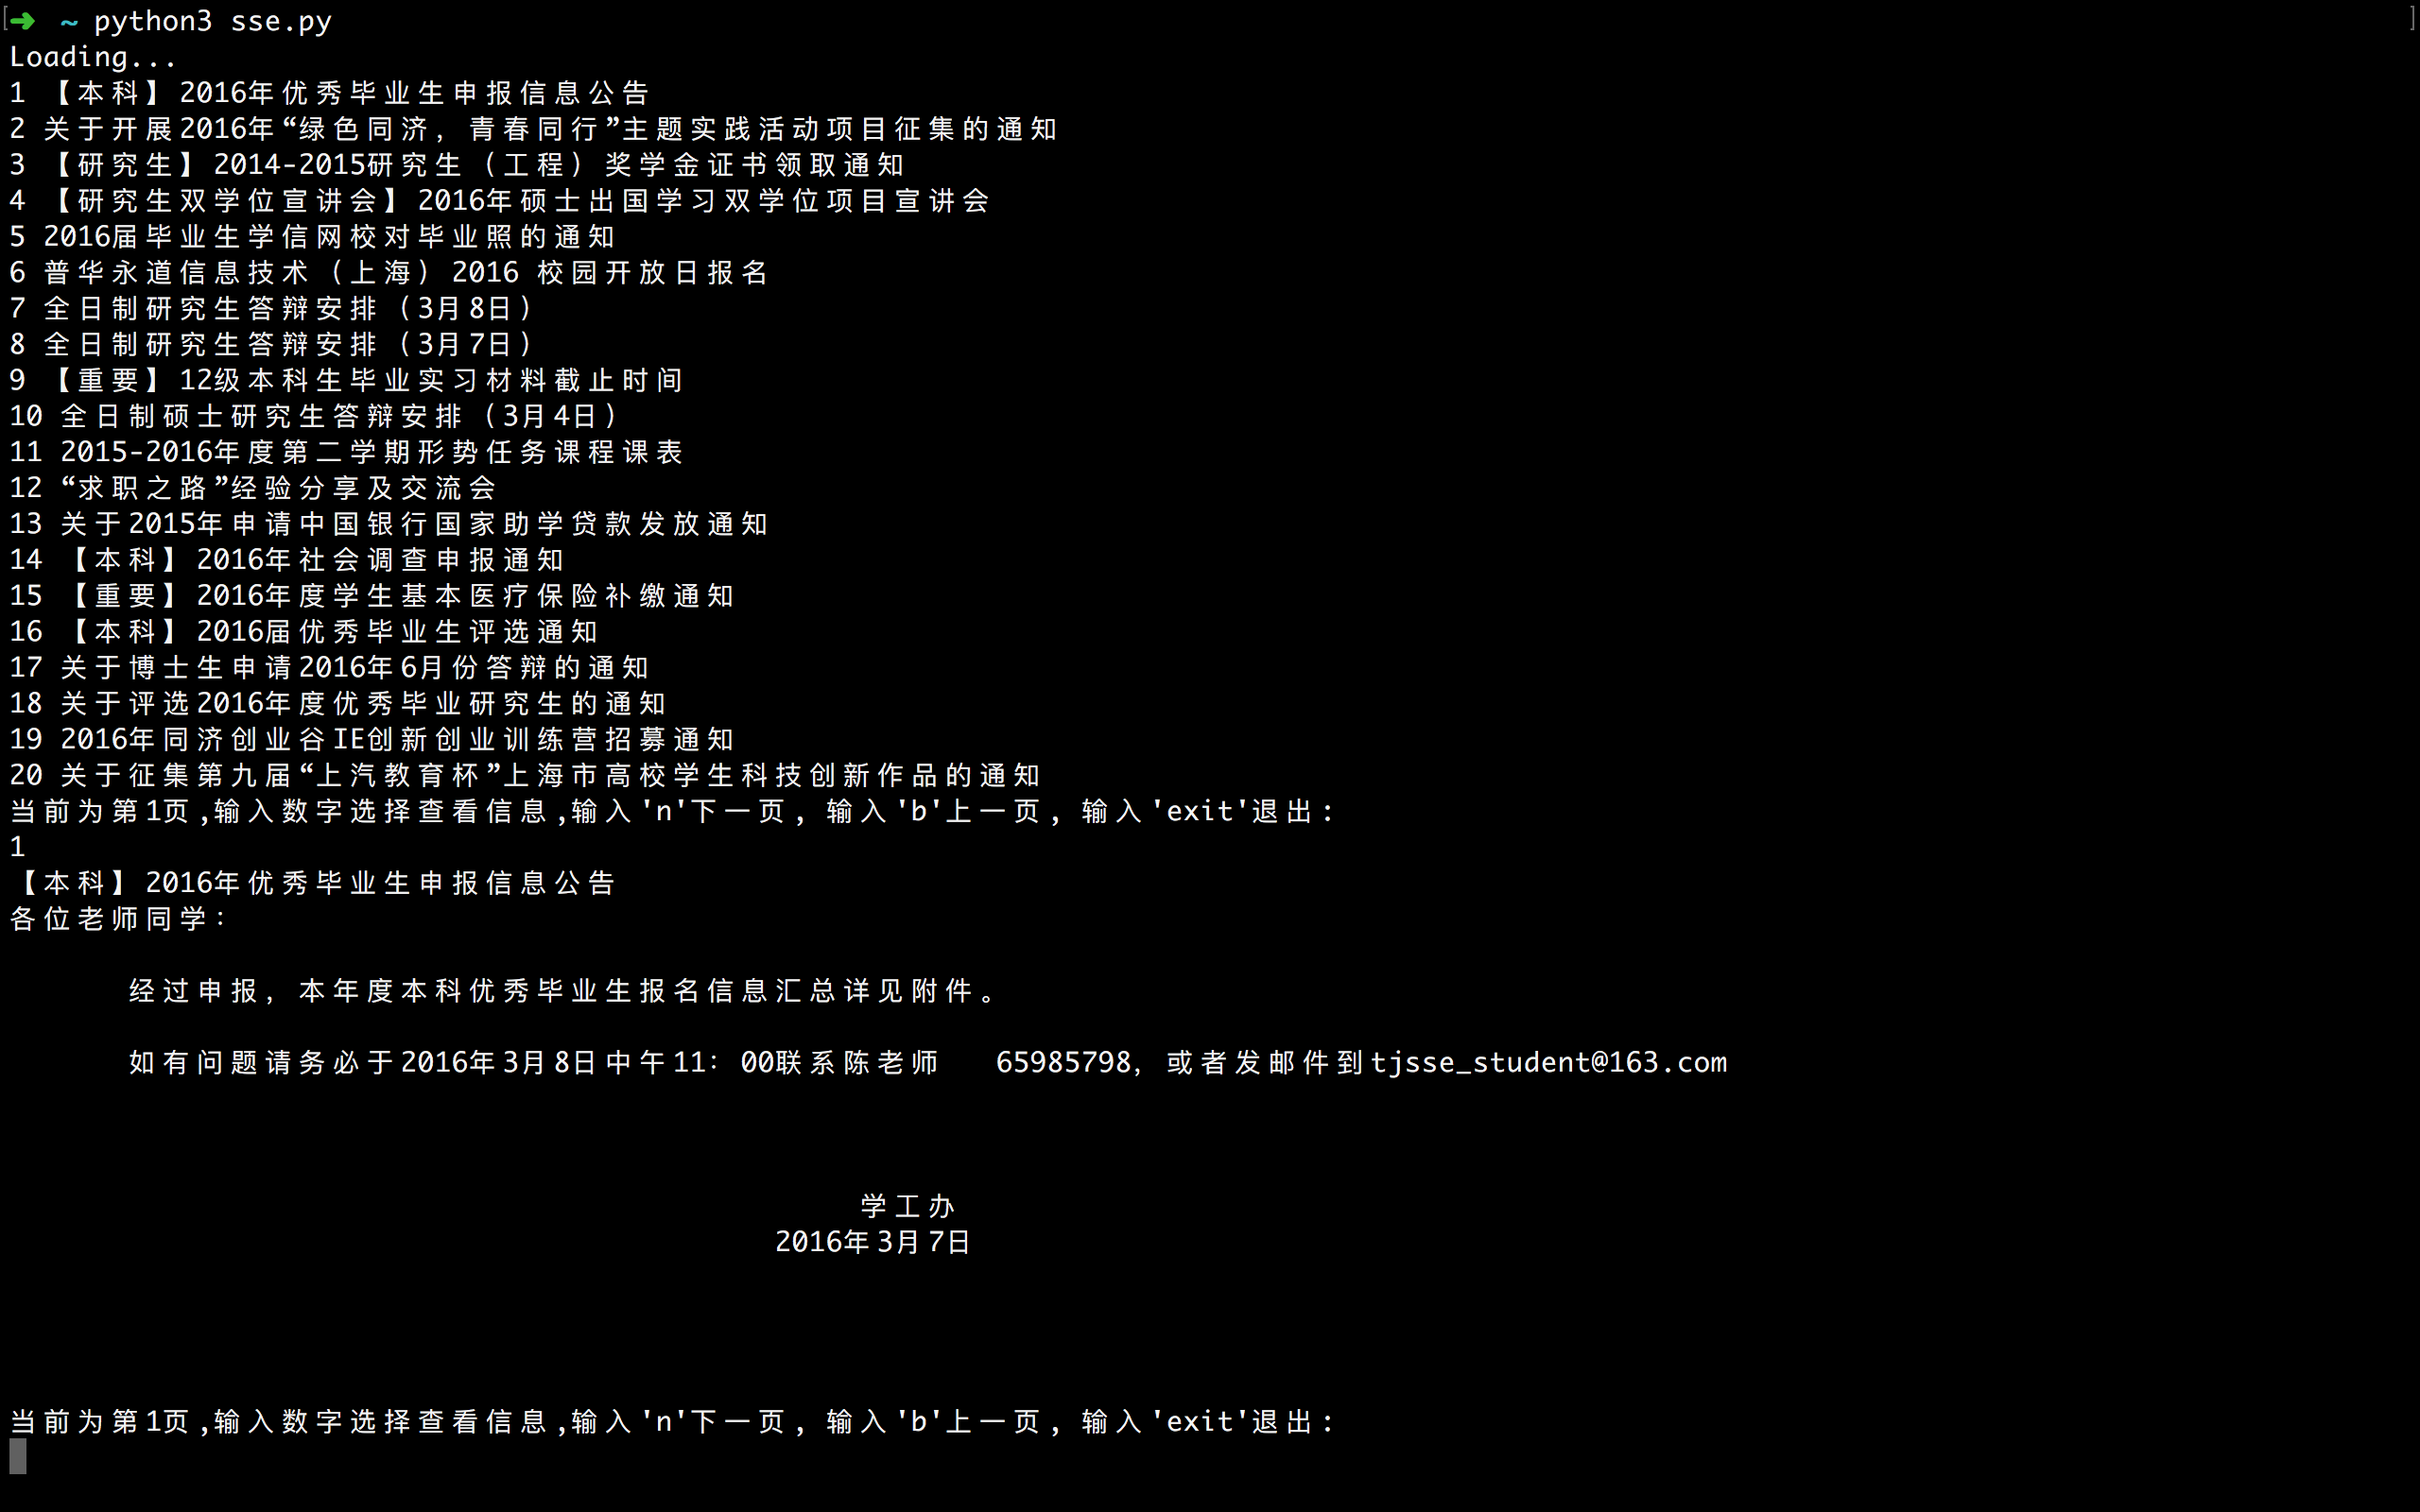 ➜ ~ python3 sse.py
Loading...
1 【本科】2016年优秀毕业生申报信息公告
2 关于开展2016年“绿色同济，青春同行”主题实践活动项目征集的通知
3 【研究生】2014-2015研究生（工程）奖学金证书领取通知
4 【研究生双学位宣讲会】2016年硕士出国学习双学位项目宣讲会
5 2016届毕业生学信网校对毕业照的通知
6 普华永道信息技术（上海）2016 校园开放日报名
7 全日制研究生答辩安排（3月8日）
8 全日制研究生答辩安排（3月7日）
9 【重要】12级本科生毕业实习材料截止时间
10 全日制硕士研究生答辩安排（3月4日）
11 2015-2016年度第二学期形势任务课程课表
12 “求职之路”经验分享及交流会
13 关于2015年申请中国银行国家助学贷款发放通知
14 【本科】2016年社会调查申报通知
15 【重要】2016年度学生基本医疗保险补缴通知
16 【本科】2016届优秀毕业生评选通知
17 关于博士生申请2016年6月份答辩的通知
18 关于评选2016年度优秀毕业研究生的通知
19 2016年同济创业谷IE创新创业训练营招募通知
20 关于征集第九届“上汽教育杯”上海市高校学生科技创新作品的通知
当前为第1页,输入数字选择查看信息,输入'n'下一页, 输入'b'上一页, 输入'exit'退出:
1
【本科】2016年优秀毕业生申报信息公告
各位老师同学：
经过申报，本年度本科优秀毕业生报名信息汇总详见附件。
如有问题请务必于2016年3月8日中午11：00联系陈老师 65985798，或者发邮件到tjsse_student@163.com
学工办
2016年3月7日
当前为第1页,输入数字选择查看信息,输入'n'下一页, 输入'b'上一页, 输入'exit'退出: